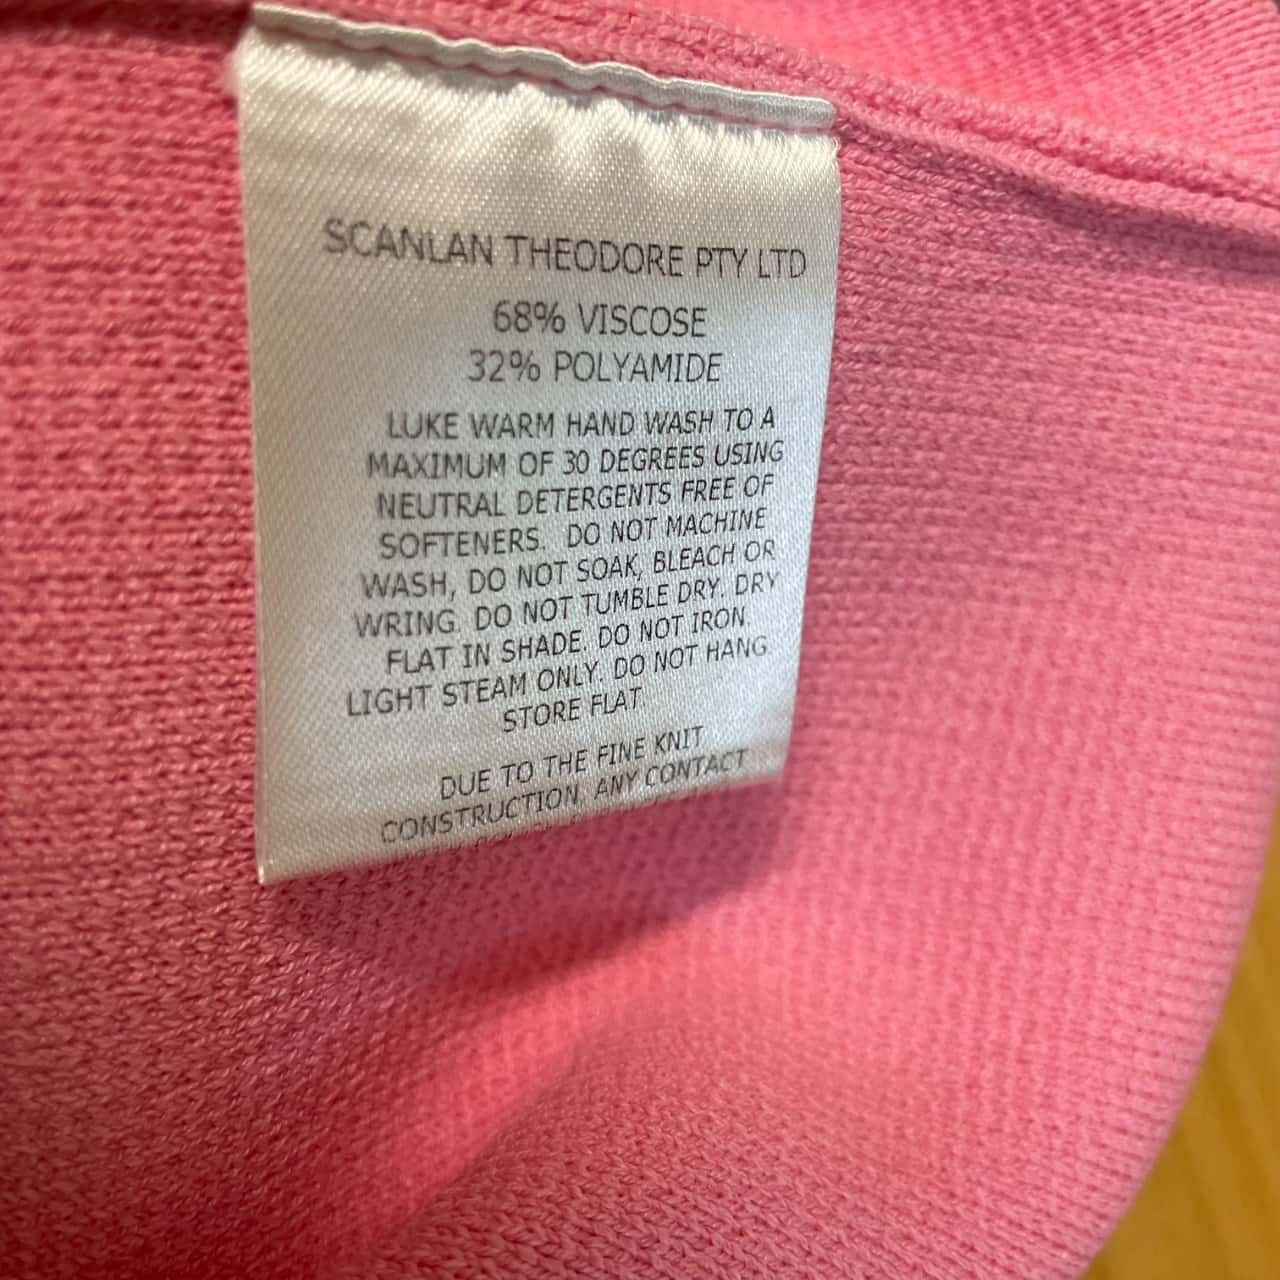 SCANLAN THEODORE PTY LTD
68% VISCOSE
32% POLYAMIDE
LUKE WARM HAND WASH TO A
MAXIMUM OF 30 DEGREES USING
NEUTRAL DETERGENTS FREE OF
SOFTENERS. DO NOT MACHINE
WASH, DO NOT SOAK, BLEACH OR
WRING. DO NOT TUMBLE DRY. DRY
FLAT IN SHADE. DO NOT IRON
LIGHT STEAM ONLY. DO NOT HANG
STORE FLAT
DUE TO THE FINE KNIT
CONSTRUCTION ANY CONTACT